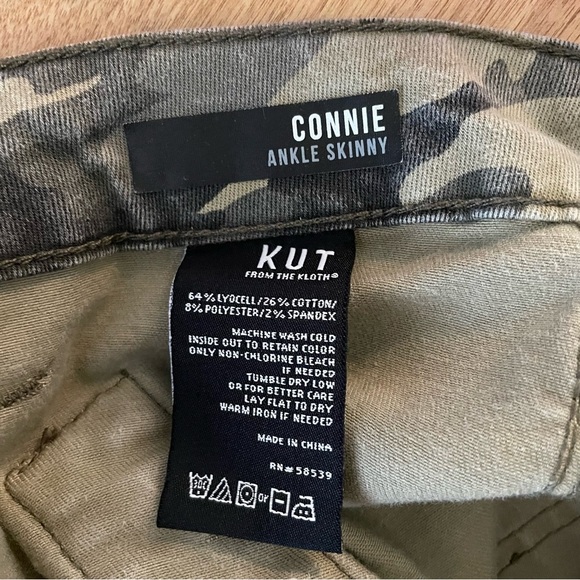 CONNIE
ANKLE SKINNY
KUT
FROM THE KLOTH®
64% LYOCELL/26% COTTON/
8% POLYESTER/2% SPANDEX
MACHINE WASH COLD
INSIDE OUT TO RETAIN COLOR
ONLY NON-CHLORINE BLEACH
IF NEEDED
TUMBLE DRY LOW
OR FOR BETTER CARE
LAY FLAT TO DRY
WARM IRON IF NEEDED
MADE IN CHINA
RN# 58539
or